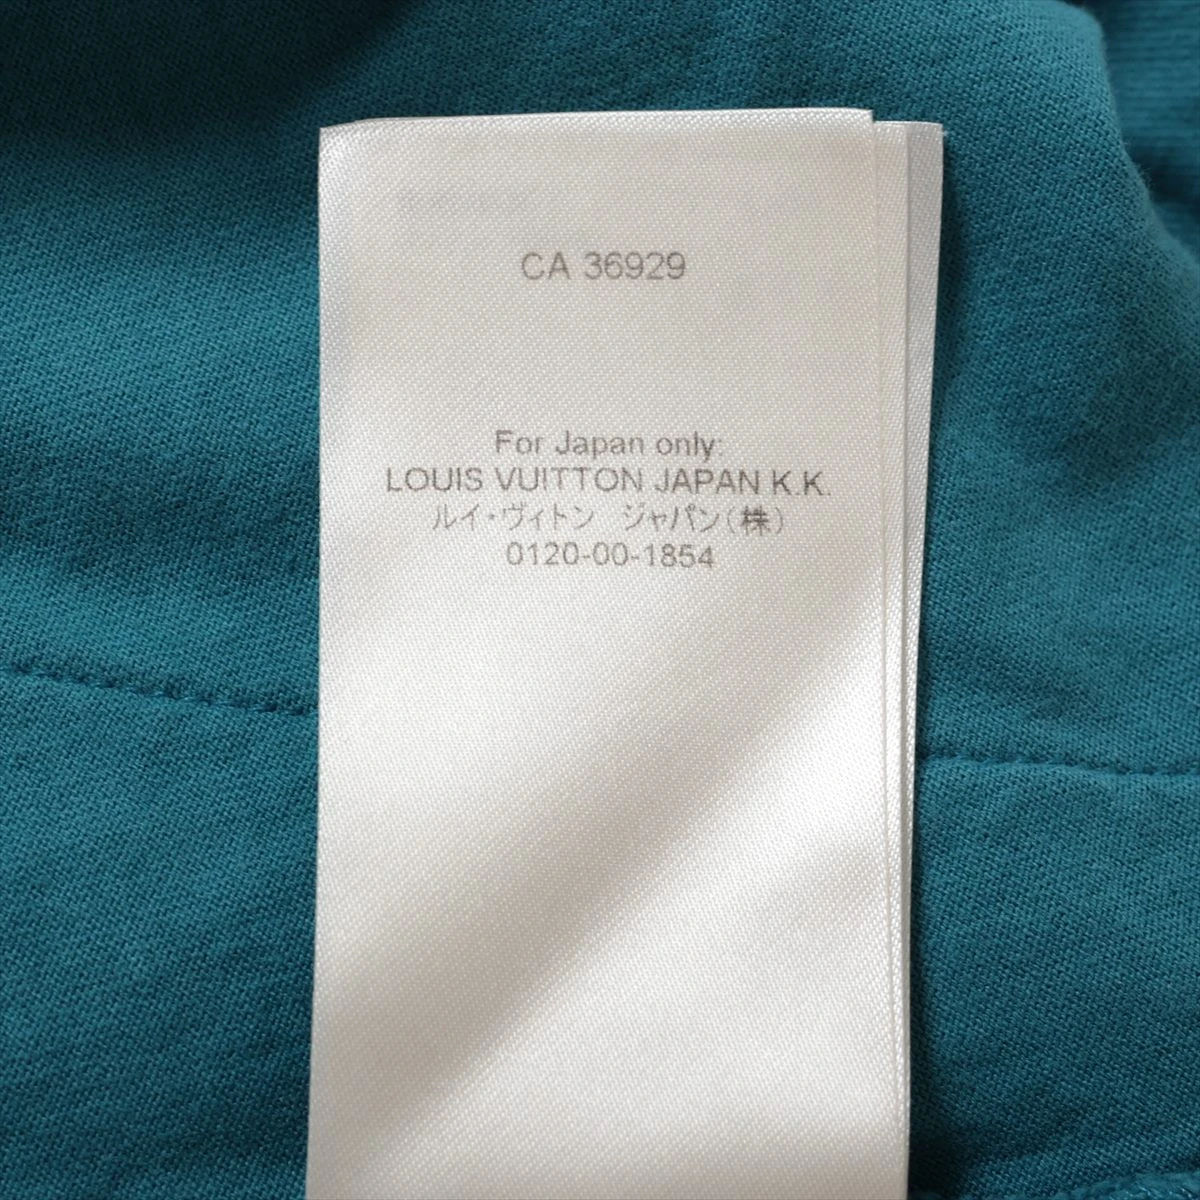 CA 36929
For Japan only:
LOUIS VUITTON JAPAN K.K.
ルイ・ヴィトン ジャパン(株)
0120-00-1854